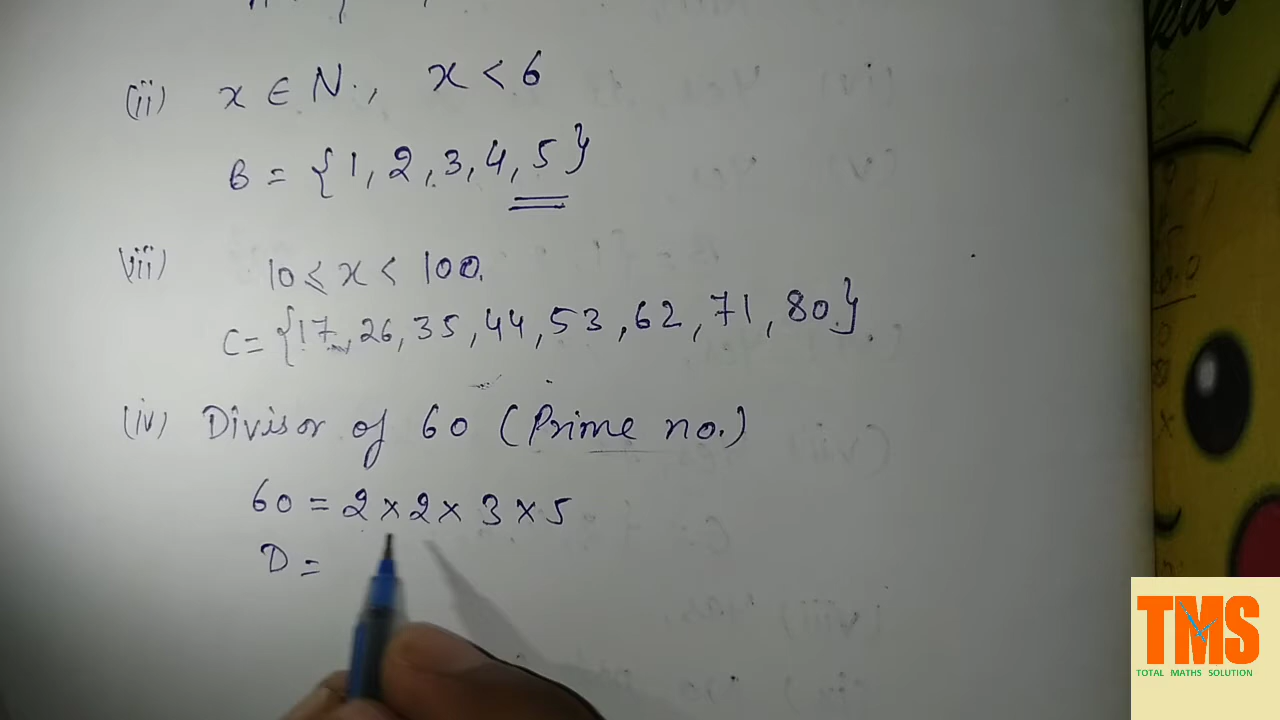 (ii) x ∈ N., x < 6
B = {1, 2, 3, 4, 5}
(iii) 10 ≤ x < 100.
C = {17, 26, 35, 44, 53, 62, 71, 80}.
(iv) Divisor of 60 (Prime no.)
60 = 2 × 2 × 3 × 5
D =
TMS
TOTAL MATHS SOLUTION